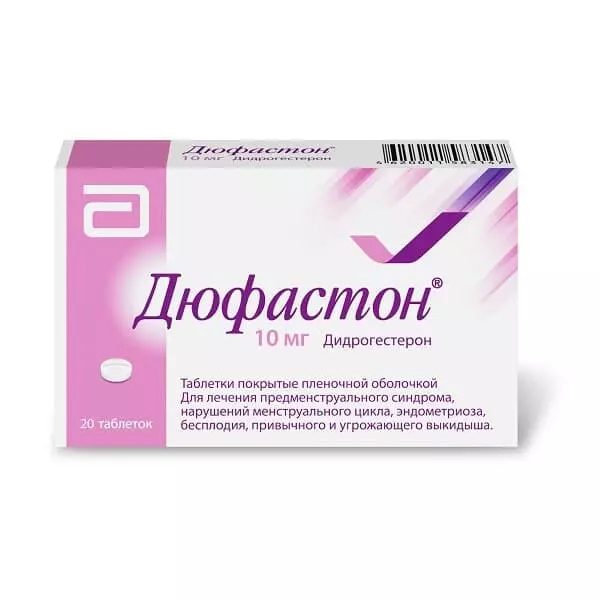 Дюфастон®
10 мг Дидрогестерон
Дюфастон®
10 мг Дидрогестерон
Таблетки покрытые пленочной оболочкой
Для лечения предменструального синдрома,
нарушений менструального цикла, эндометриоза,
бесплодия, привычного и угрожающего выкидыша.
20 таблеток